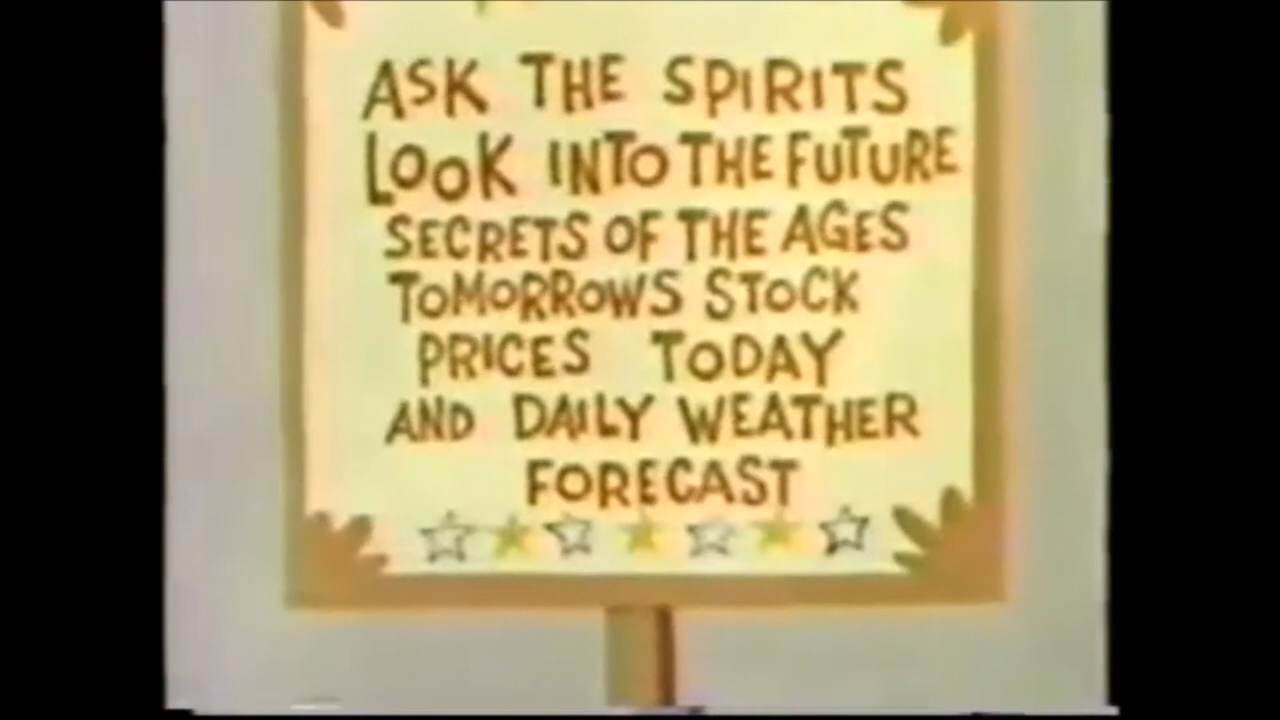 ASK THE SPIRITS
LOOK INTO THE FUTURE
SECRETS OF THE AGES
TOMORROWS STOCK
PRICES TODAY
AND DAILY WEATHER
FORECAST